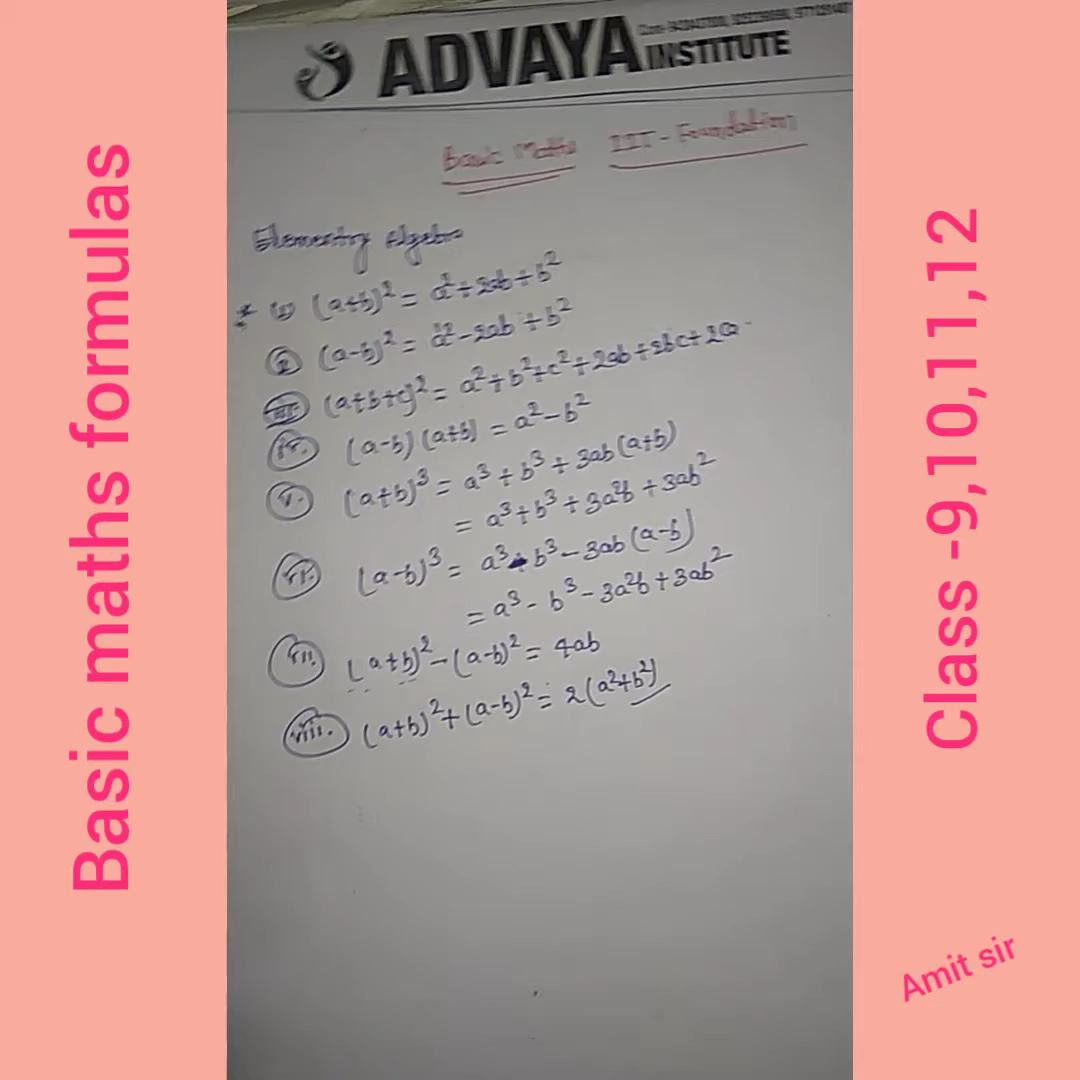 Basic maths formulas
ADVAYA
INSTITUTE
Basic Maths IIT - Foundation
Elementry Algebra
* (i) (a+b)² = a² + 2ab + b²
(2) (a-b)² = a² - 2ab + b²
iii. (a+b+c)² = a² + b² + c² + 2ab + 2bc + 2ca
iv. (a-b) (a+b) = a² - b²
v. (a+b)³ = a³ + b³ + 3ab (a+b)
= a³ + b³ + 3a²b + 3ab²
vi. (a-b)³ = a³ - b³ - 3ab (a-b)
= a³ - b³ - 3a²b + 3ab²
vii. (a+b)² - (a-b)² = 4ab
viii. (a+b)² + (a-b)² = 2 (a²+b²)
Class -9,10,11,12
Amit sir